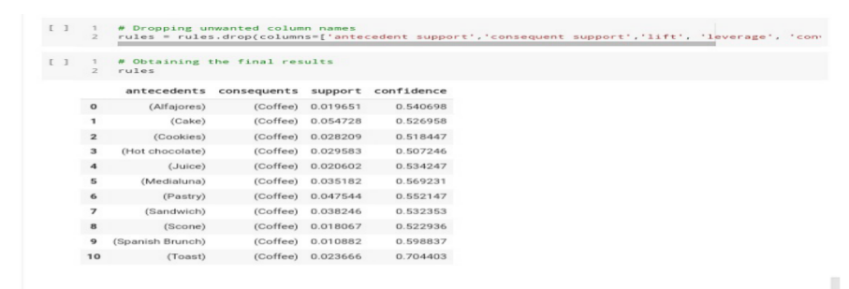 [ ] 1 # Dropping unwanted column names
2 rules = rules.drop(columns=['antecedent support','consequent support','lift', 'leverage', 'conv
[ ] 1 # Obtaining the final results
2 rules
antecedents consequents support confidence
0 (Alfajores) (Coffee) 0.019651 0.540698
1 (Cake) (Coffee) 0.054728 0.526958
2 (Cookies) (Coffee) 0.028209 0.518447
3 (Hot chocolate) (Coffee) 0.029583 0.507246
4 (Juice) (Coffee) 0.020602 0.534247
5 (Medialuna) (Coffee) 0.035182 0.569231
6 (Pastry) (Coffee) 0.047544 0.552147
7 (Sandwich) (Coffee) 0.038246 0.532353
8 (Scone) (Coffee) 0.018067 0.522936
9 (Spanish Brunch) (Coffee) 0.010882 0.598837
10 (Toast) (Coffee) 0.023666 0.704403